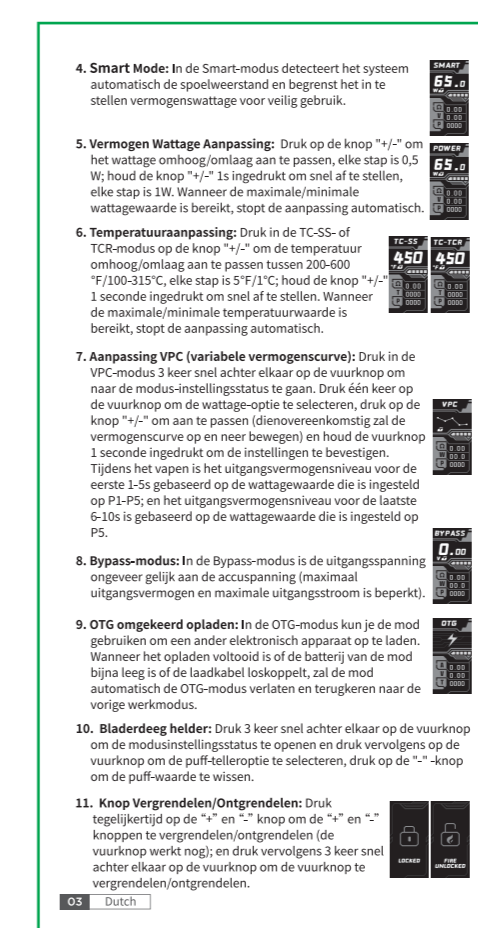 4. Smart Mode: In de Smart-modus detecteert het systeem
automatisch de spoelweerstand en begrenst het in te
stellen vermogenswattage voor veilig gebruik.
SMART
65.0
5. Vermogen Wattage Aanpassing: Druk op de knop "+/-" om
het wattage omhoog/omlaag aan te passen, elke stap is 0,5
W; houd de knop "+/-" 1s ingedrukt om snel af te stellen,
elke stap is 1W. Wanneer de maximale/minimale
wattagewaarde is bereikt, stopt de aanpassing automatisch.
POWER
65.0
6. Temperatuuraanpassing: Druk in de TC-SS- of
TCR-modus op de knop "+/-" om de temperatuur
omhoog/omlaag aan te passen tussen 200-600
°F/100-315°C, elke stap is 5°F/1°C; houd de knop "+/-"
1 seconde ingedrukt om snel af te stellen. Wanneer
de maximale/minimale temperatuurwaarde is
bereikt, stopt de aanpassing automatisch.
TC-SS TC-TCR
450 450
7. Aanpassing VPC (variabele vermogenscurve): Druk in de
VPC-modus 3 keer snel achter elkaar op de vuurknop om
naar de modus-instellingsstatus te gaan. Druk één keer op
de vuurknop om de wattage-optie te selecteren, druk op de
knop "+/-" om aan te passen (dienovereenkomstig zal de
vermogenscurve op en neer bewegen) en houd de vuurknop
1 seconde ingedrukt om de instellingen te bevestigen.
Tijdens het vapen is het uitgangsvermogensniveau voor de
eerste 1-5s gebaseerd op de wattagewaarde die is ingesteld
op P1-P5; en het uitgangsvermogensniveau voor de laatste
6-10s is gebaseerd op de wattagewaarde die is ingesteld op
P5.
VPC
8. Bypass-modus: In de Bypass-modus is de uitgangsspanning
ongeveer gelijk aan de accuspanning (maximaal
uitgangsvermogen en maximale uitgangsstroom is beperkt).
BYPASS
0.00
9. OTG omgekeerd opladen: In de OTG-modus kun je de mod
gebruiken om een ander elektronisch apparaat op te laden.
Wanneer het opladen voltooid is of de batterij van de mod
bijna leeg is of de laadkabel loskoppelt, zal de mod
automatisch de OTG-modus verlaten en terugkeren naar de
vorige werkmodus.
OTG
10. Bladerdeeg helder: Druk 3 keer snel achter elkaar op de vuurknop
om de modusinstellingsstatus te openen en druk vervolgens op de
vuurknop om de puff-telleroptie te selecteren, druk op de "-" -knop
om de puff-waarde te wissen.
11. Knop Vergrendelen/Ontgrendelen: Druk
tegelijkertijd op de “+” en “-” knop om de “+” en “-”
knoppen te vergrendelen/ontgrendelen (de
vuurknop werkt nog); en druk vervolgens 3 keer snel
achter elkaar op de vuurknop om de vuurknop te
vergrendelen/ontgrendelen.
LOCKED
FIRE
UNLOCKED
03 Dutch